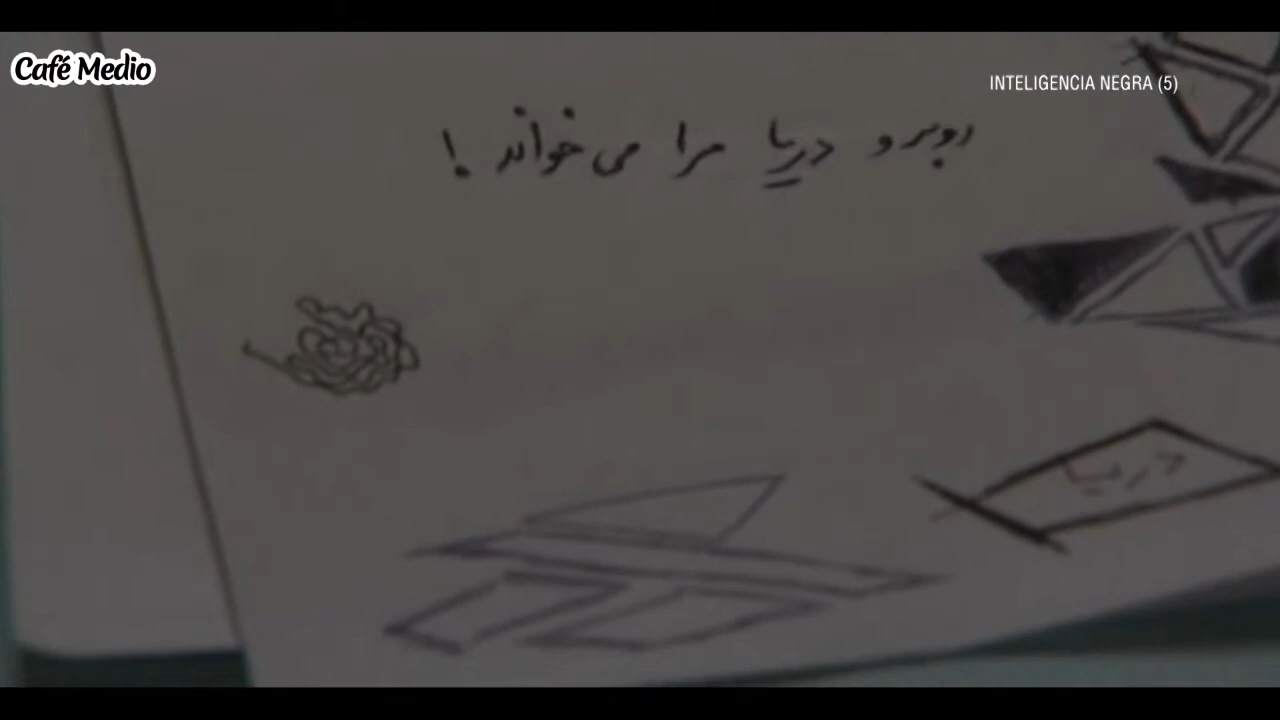 Café Medio
INTELIGENCIA NEGRA (5)
روبرو دریا مرا می‌خواند !
دریا